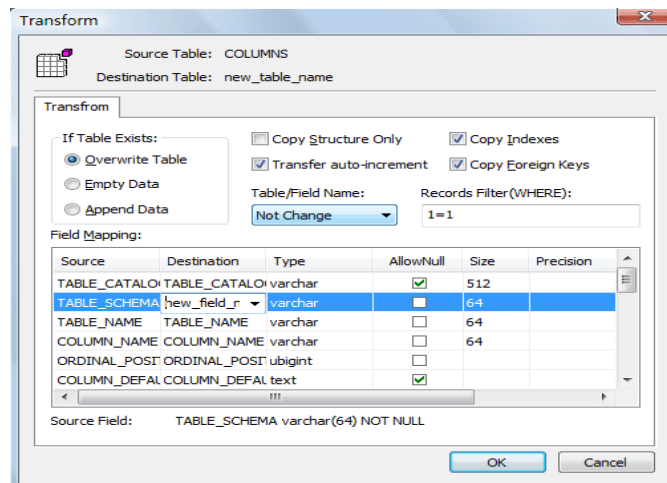 Transform
Source Table: COLUMNS
Destination Table: new_table_name
Transfrom
If Table Exists:
Overwrite Table
Empty Data
Append Data
Copy Structure Only
Copy Indexes
Transfer auto-increment
Copy Foreign Keys
Table/Field Name:
Records Filter(WHERE):
Not Change
1=1
Field Mapping:
Source Destination Type AllowNull Size Precision
TABLE_CATALO TABLE_CATALO varchar 512
TABLE_SCHEMA new_field_n varchar 64
TABLE_NAME TABLE_NAME varchar 64
COLUMN_NAME COLUMN_NAME varchar 64
ORDINAL_POSIT ORDINAL_POSIT ubigint
COLUMN_DEFAL COLUMN_DEFAL text
Source Field: TABLE_SCHEMA varchar(64) NOT NULL
OK Cancel